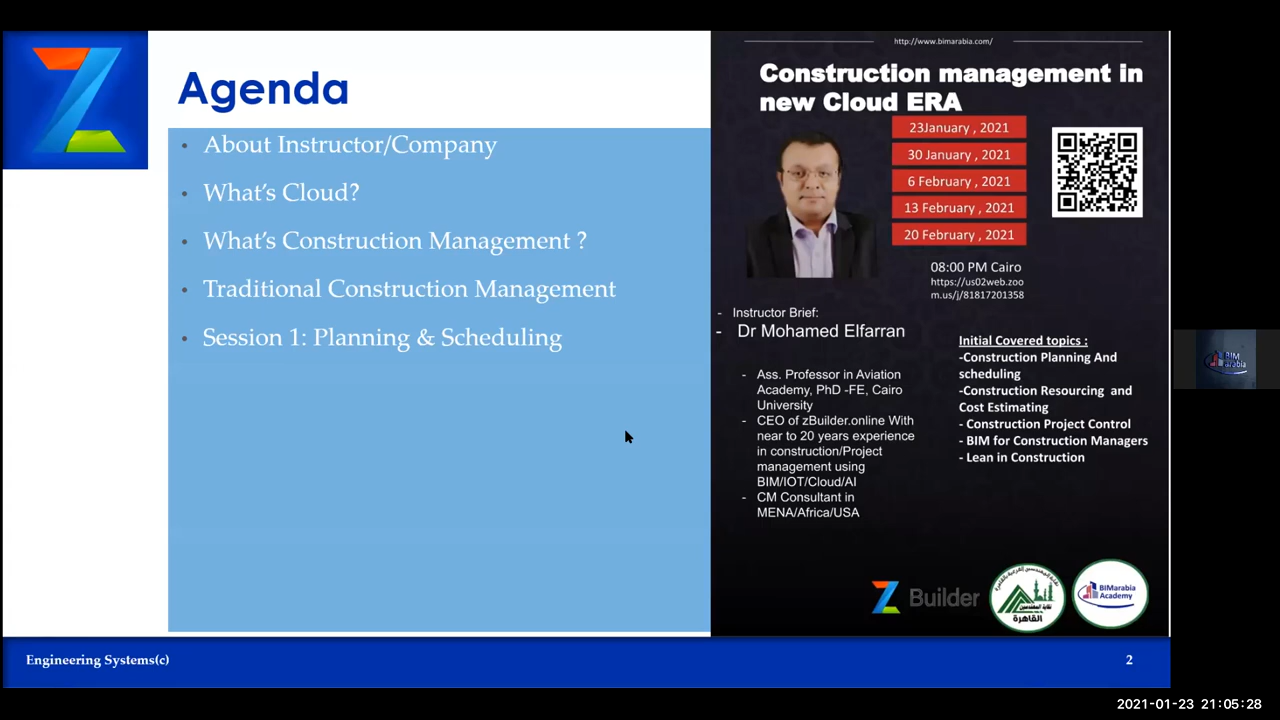 Agenda
• About Instructor/Company
• What's Cloud?
• What's Construction Management ?
• Traditional Construction Management
• Session 1: Planning & Scheduling
http://www.bimarabia.com/
Construction management in
new Cloud ERA
23January , 2021
30 January , 2021
6 February , 2021
13 February , 2021
20 February , 2021
08:00 PM Cairo
https://us02web.zoo
m.us/j/81817201358
- Instructor Brief:
- Dr Mohamed Elfarran
- Ass. Professor in Aviation
Academy, PhD -FE, Cairo
University
- CEO of zBuilder.online With
near to 20 years experience
in construction/Project
management using
BIM/IOT/Cloud/AI
- CM Consultant in
MENA/Africa/USA
Initial Covered topics :
-Construction Planning And
scheduling
-Construction Resourcing and
Cost Estimating
- Construction Project Control
- BIM for Construction Managers
- Lean in Construction
Z Builder
القاهرة
BIMarabia
Academy
BIM
arabia
Engineering Systems(c)
2
2021-01-23 21:05:28